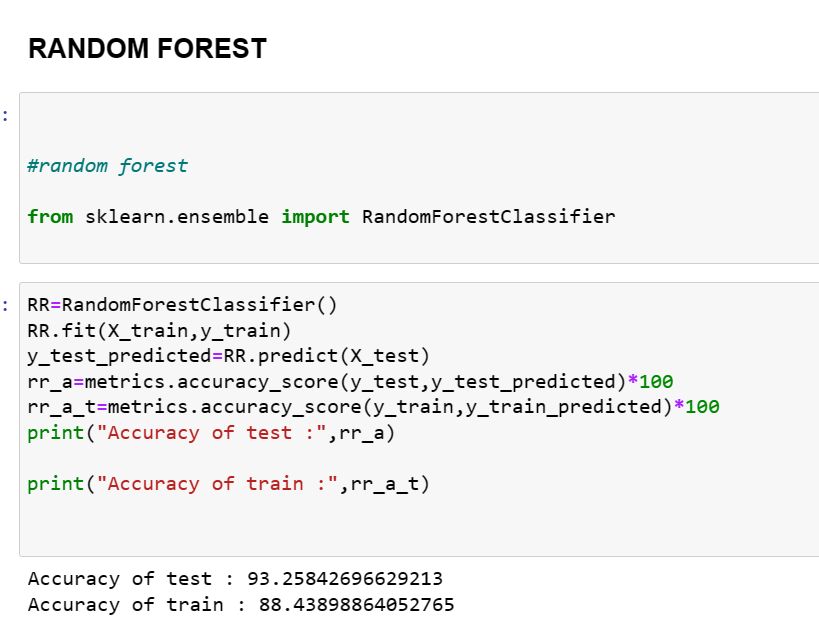 RANDOM FOREST
:
#random forest
from sklearn.ensemble import RandomForestClassifier
:
RR=RandomForestClassifier()
RR.fit(X_train,y_train)
y_test_predicted=RR.predict(X_test)
rr_a=metrics.accuracy_score(y_test,y_test_predicted)*100
rr_a_t=metrics.accuracy_score(y_train,y_train_predicted)*100
print("Accuracy of test :",rr_a)
print("Accuracy of train :",rr_a_t)
Accuracy of test : 93.25842696629213
Accuracy of train : 88.43898864052765